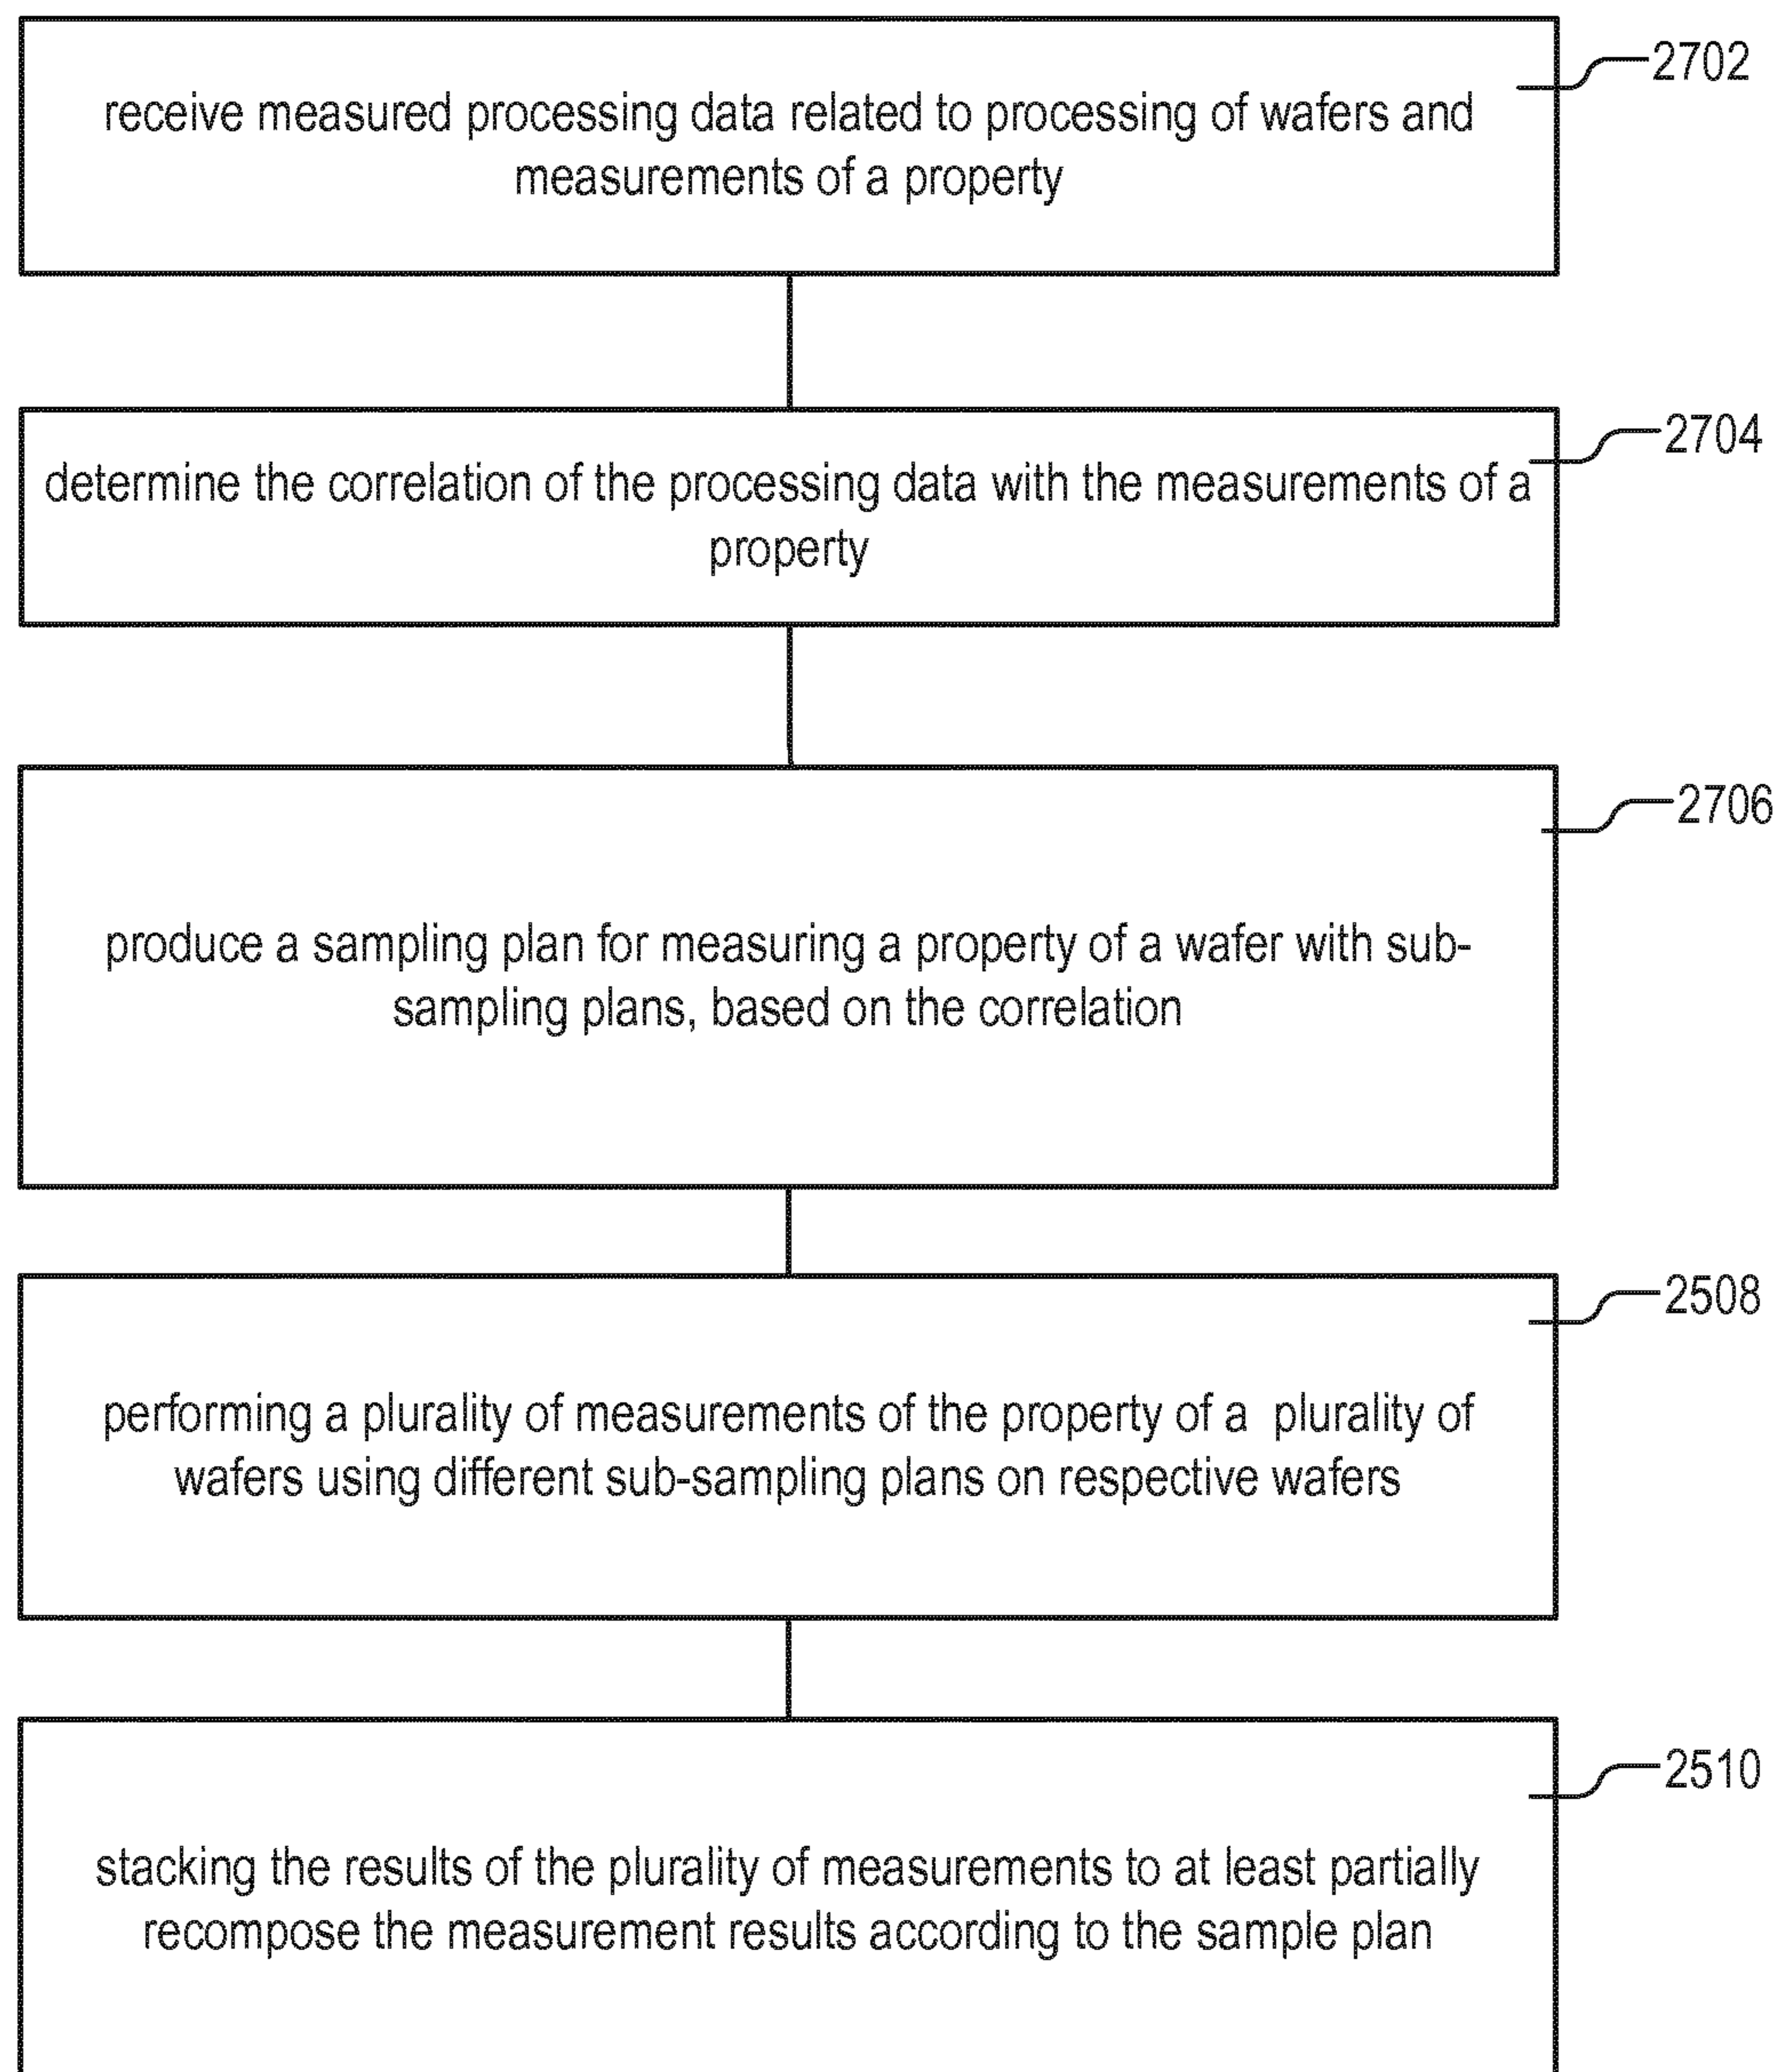 2702
receive measured processing data related to processing of wafers and
measurements of a property
2704
determine the correlation of the processing data with the measurements of a
property
2706
produce a sampling plan for measuring a property of a wafer with sub-
sampling plans, based on the correlation
2508
performing a plurality of measurements of the property of a plurality of
wafers using different sub-sampling plans on respective wafers
2510
stacking the results of the plurality of measurements to at least partially
recompose the measurement results according to the sample plan